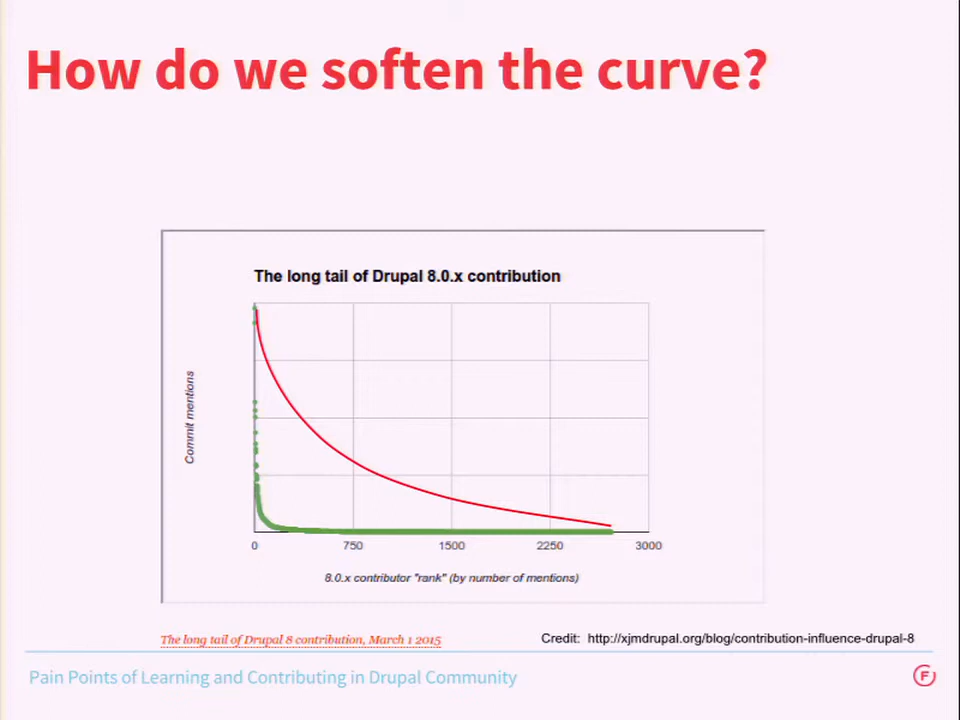 How do we soften the curve?
The long tail of Drupal 8.0.x contribution
Commit mentions
0 750 1500 2250 3000
8.0.x contributor "rank" (by number of mentions)
The long tail of Drupal 8 contribution, March 1 2015
Credit: http://xjmdrupal.org/blog/contribution-influence-drupal-8
Pain Points of Learning and Contributing in Drupal Community
F